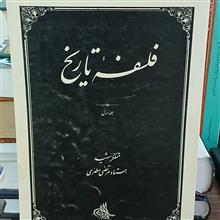 فلسفهٔ تاریخ
جلد اول
متفکر شهید
استاد مرتضی مطهری